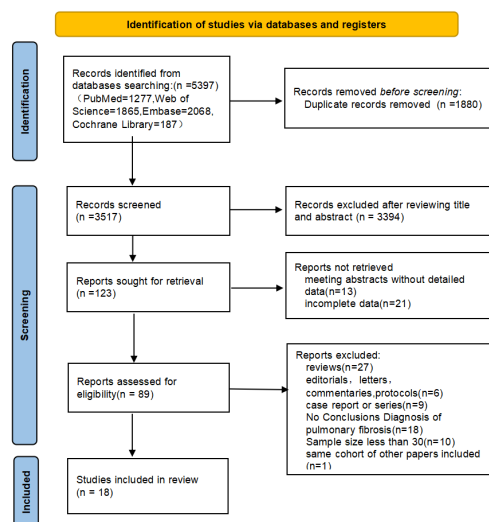 Identification of studies via databases and registers
Identification
Records identified from
databases searching:(n =5397)
（PubMed=1277,Web of
Science=1865,Embase=2068,
Cochrane Library=187）
Records removed before screening:
Duplicate records removed (n =1880)
Screening
Records screened
(n =3517)
Records excluded after reviewing title
and abstract (n = 3394)
Reports sought for retrieval
(n =123)
Reports not retrieved
meeting abstracts without detailed
data(n=13)
incomplete data(n=21)
Reports assessed for
eligibility(n = 89)
Reports excluded:
reviews(n=27)
editorials，letters，
commentaries,protocols(n=6)
case report or series(n=9)
No Conclusions Diagnosis of
pulmonary fibrosis(n=18)
Sample size less than 30(n=10)
same cohort of other papers included
(n=1)
Included
Studies included in review
(n = 18)